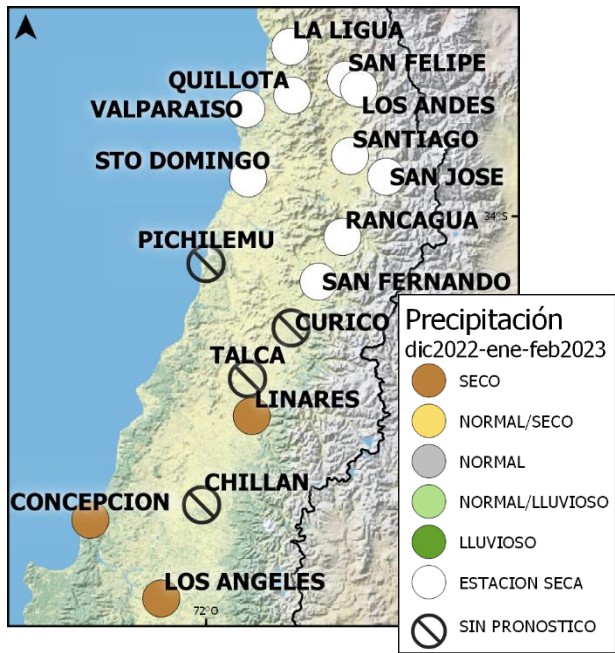 LA LIGUA
SAN FELIPE
QUILLOTA
LOS ANDES
VALPARAISO
SANTIAGO
STO DOMINGO
SAN JOSE
34°S
RANCAGUA
PICHILEMU
SAN FERNANDO
CURICO
TALCA
LINARES
CHILLAN
CONCEPCION
LOS ANGELES
72°O
Precipitación
dic2022-ene-feb2023
SECO
NORMAL/SECO
NORMAL
NORMAL/LLUVIOSO
LLUVIOSO
ESTACION SECA
SIN PRONOSTICO